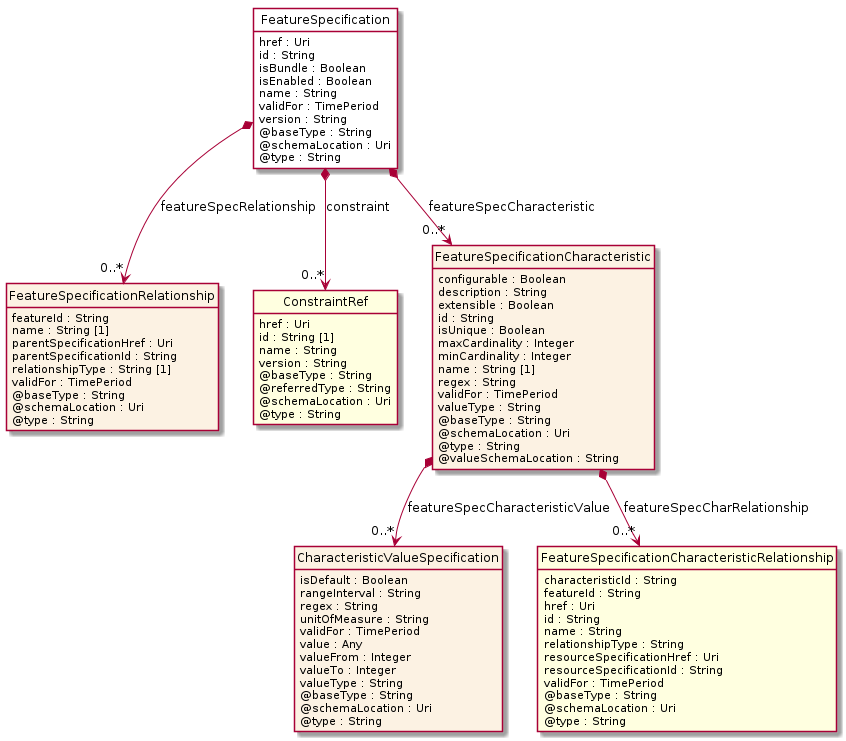 FeatureSpecification
href : Uri
id : String
isBundle : Boolean
isEnabled : Boolean
name : String
validFor : TimePeriod
version : String
@baseType : String
@schemaLocation : Uri
@type : String
featureSpecRelationship
constraint
featureSpecCharacteristic
0..*
0..*
0..*
FeatureSpecificationRelationship
featureId : String
name : String [1]
parentSpecificationHref : Uri
parentSpecificationId : String
relationshipType : String [1]
validFor : TimePeriod
@baseType : String
@schemaLocation : Uri
@type : String
ConstraintRef
href : Uri
id : String [1]
name : String
version : String
@baseType : String
@referredType : String
@schemaLocation : Uri
@type : String
FeatureSpecificationCharacteristic
configurable : Boolean
description : String
extensible : Boolean
id : String
isUnique : Boolean
maxCardinality : Integer
minCardinality : Integer
name : String [1]
regex : String
validFor : TimePeriod
valueType : String
@baseType : String
@schemaLocation : Uri
@type : String
@valueSchemaLocation : String
featureSpecCharacteristicValue
featureSpecCharRelationship
0..*
0..*
CharacteristicValueSpecification
isDefault : Boolean
rangeInterval : String
regex : String
unitOfMeasure : String
validFor : TimePeriod
value : Any
valueFrom : Integer
valueTo : Integer
valueType : String
@baseType : String
@schemaLocation : Uri
@type : String
FeatureSpecificationCharacteristicRelationship
characteristicId : String
featureId : String
href : Uri
id : String
name : String
relationshipType : String
resourceSpecificationHref : Uri
resourceSpecificationId : String
validFor : TimePeriod
@baseType : String
@schemaLocation : Uri
@type : String